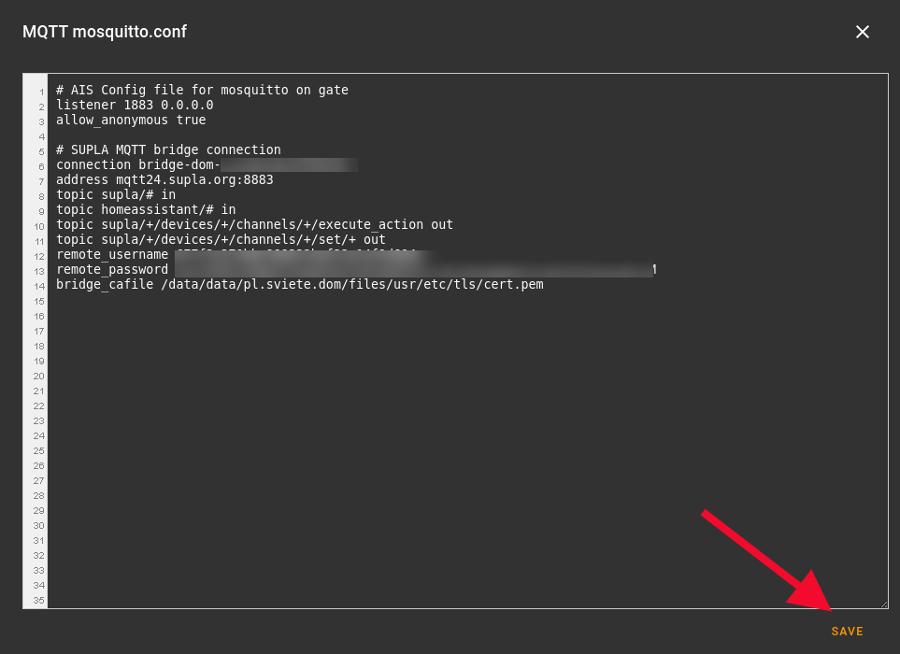 MQTT mosquitto.conf
1 # AIS Config file for mosquitto on gate
2 listener 1883 0.0.0.0
3 allow_anonymous true
4
5 # SUPLA MQTT bridge connection
6 connection bridge-dom-
7 address mqtt24.supla.org:8883
8 topic supla/# in
9 topic homeassistant/# in
10 topic supla/+/devices/+/channels/+/execute_action out
11 topic supla/+/devices/+/channels/+/set/+ out
12 remote_username
13 remote_password
14 bridge_cafile /data/data/pl.sviete.dom/files/usr/etc/tls/cert.pem
15
16
17
18
19
20
21
22
23
24
25
26
27
28
29
30
31
32
33
34
35
SAVE